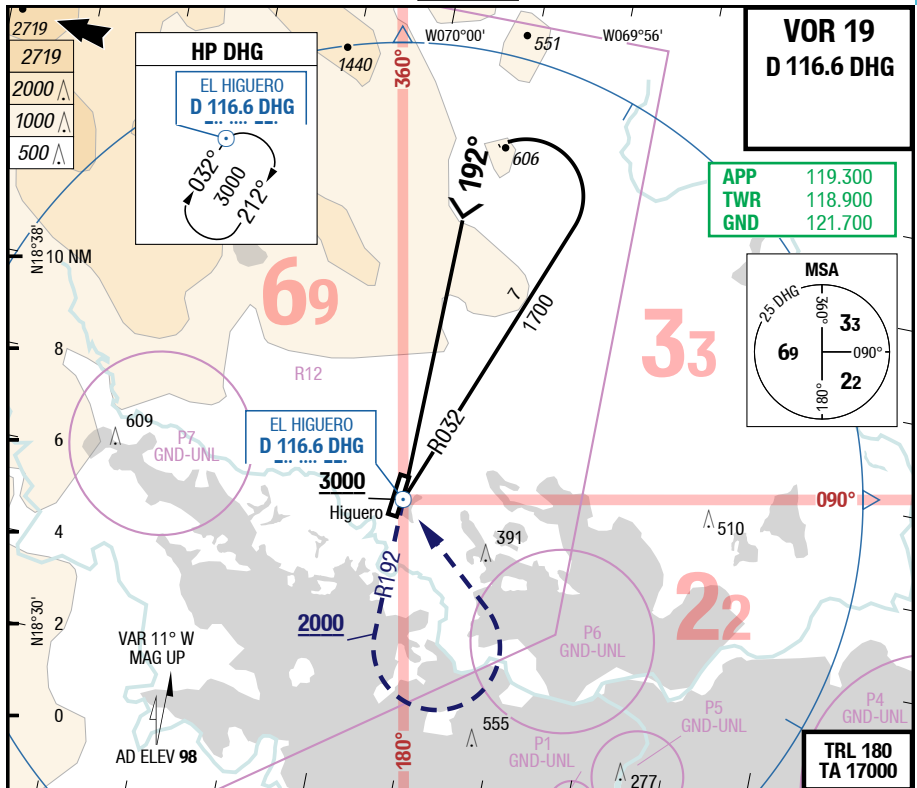 2719
2719
2000
1000
500
HP DHG
EL HIGUERO
D 116.6 DHG
032°
3000
212°
1440
360°
W070°00'
551
W069°56'
VOR 19
D 116.6 DHG
APP 119.300
TWR 118.900
GND 121.700
192°
606
N18°38'
10 NM
69
7
1700
33
MSA
25 DHG
360°
33
69
090°
22
180°
8
R12
609
P7
GND-UNL
6
EL HIGUERO
D 116.6 DHG
R032
3000
Higuero
090°
391
510
4
R192
N18°30'
2
2000
22
P6
GND-UNL
VAR 11° W
MAG UP
0
AD ELEV 98
180°
555
P1
GND-UNL
P5
GND-UNL
P4
GND-UNL
277
TRL 180
TA 17000